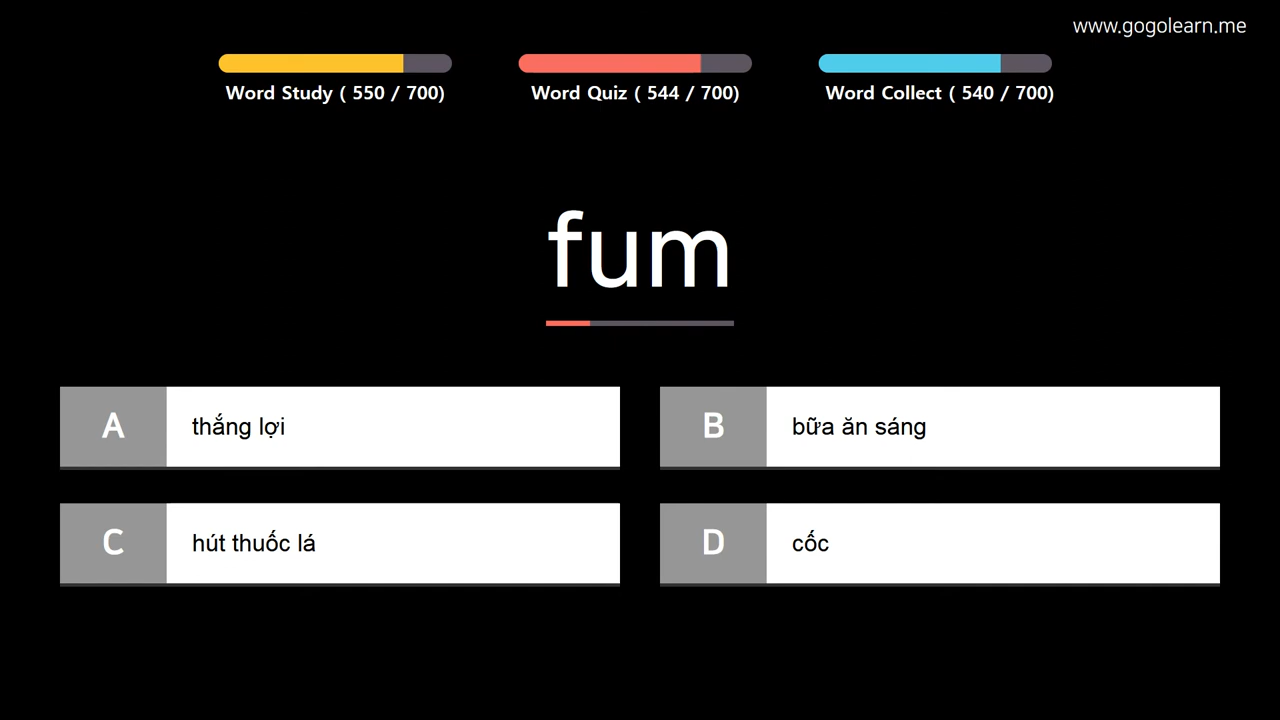 www.gogolearn.me
Word Study ( 550 / 700)
Word Quiz ( 544 / 700)
Word Collect ( 540 / 700)
fum
A thắng lợi
B bữa ăn sáng
C hút thuốc lá
D cốc